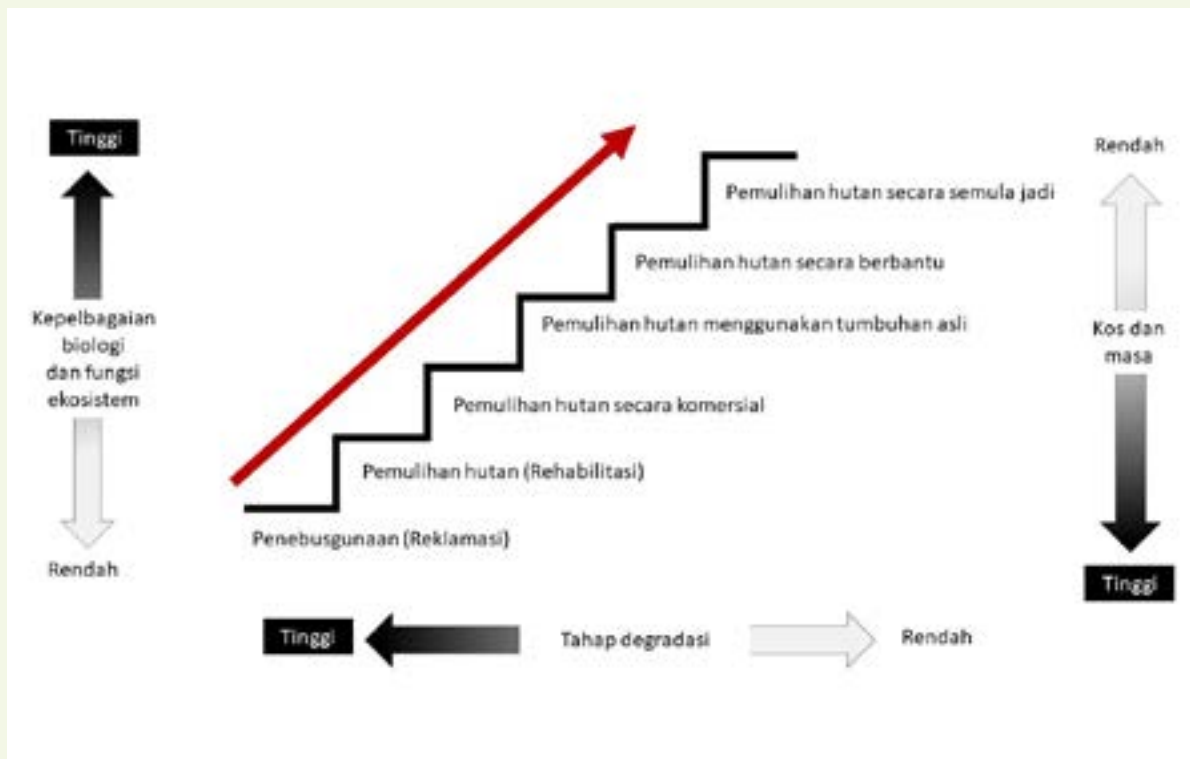 Tinggi
Kepelbagaian
biologi
dan fungsi
ekosistem
Rendah
Pemulihan hutan secara semula jadi
Pemulihan hutan secara berbantu
Pemulihan hutan menggunakan tumbuhan asli
Pemulihan hutan secara komersial
Pemulihan hutan (Rehabilitasi)
Penebusgunaan (Reklamasi)
Rendah
Kos dan
masa
Tinggi
Tinggi
Tahap degradasi
Rendah